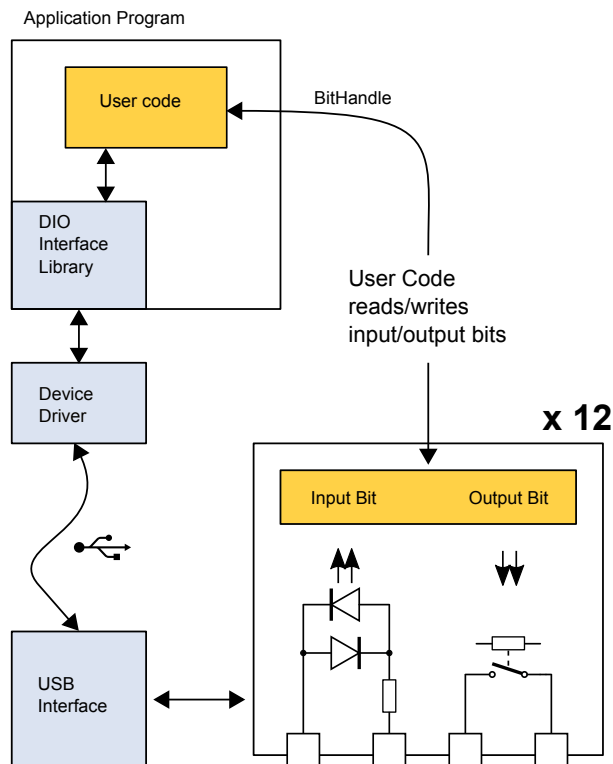 Application Program
User code
BitHandle
DIO
Interface
Library
User Code
reads/writes
input/output bits
Device
Driver
x 12
Input Bit
Output Bit
USB
Interface